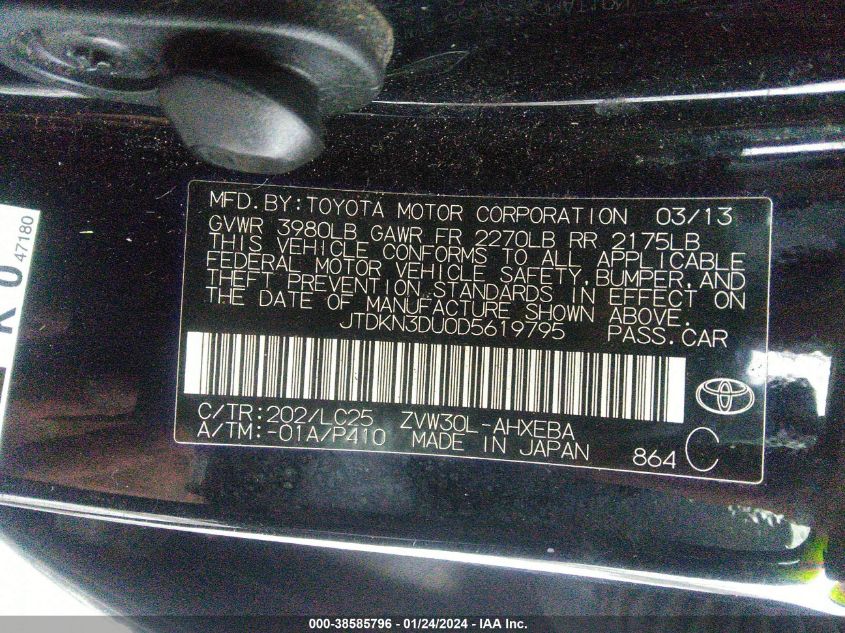 MFD.BY:TOYOTA MOTOR CORPORATION 03/13
GVWR 3980LB GAWR FR 2270LB RR 2175LB
THIS VEHICLE CONFORMS TO ALL APPLICABLE
FEDERAL MOTOR VEHICLE SAFETY,BUMPER,AND
THEFT PREVENTION STANDARDS IN EFFECT ON
THE DATE OF MANUFACTURE SHOWN ABOVE.
JTDKN3DU0D5619795 PASS.CAR
C/TR:202/LC25 ZVW30L-AHXEBA
A/TM:-01A/P410 MADE IN JAPAN
864 C
47180
000-38585796 - 01/24/2024 - IAA Inc.